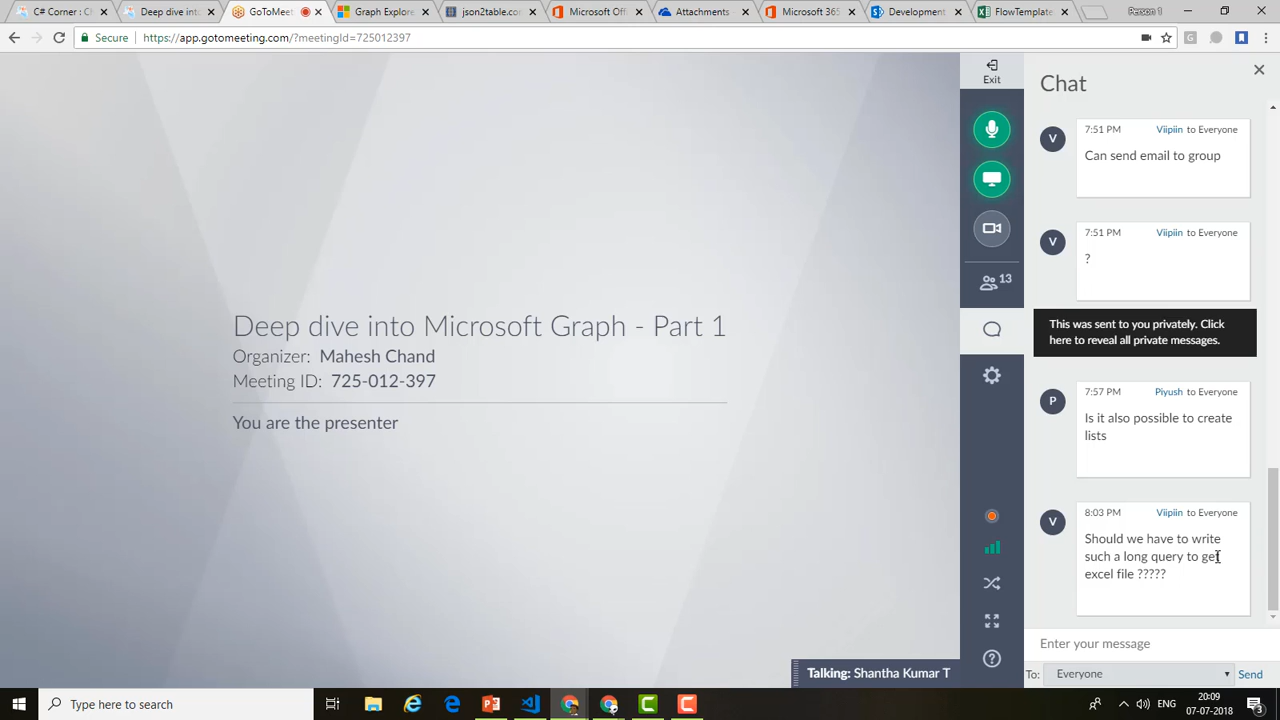 C# Corner : C#
Deep dive into
GoToMeet
Graph Explore
json2table.co
Microsoft Off
Attachments
Microsoft 365
Development
FlowTemplate
Person 1
Secure
https://app.gotomeeting.com/?meetingId=725012397
Exit
Chat
7:51 PM Viipiin to Everyone
V
Can send email to group
7:51 PM Viipiin to Everyone
V
?
13
This was sent to you privately. Click
here to reveal all private messages.
Deep dive into Microsoft Graph - Part 1
Organizer: Mahesh Chand
Meeting ID: 725-012-397
You are the presenter
7:57 PM Piyush to Everyone
P
Is it also possible to create
lists
8:03 PM Viipiin to Everyone
V
Should we have to write
such a long query to get
excel file ?????
Enter your message
Talking: Shantha Kumar T
To: Everyone Send
Type here to search
ENG
20:09
07-07-2018
3